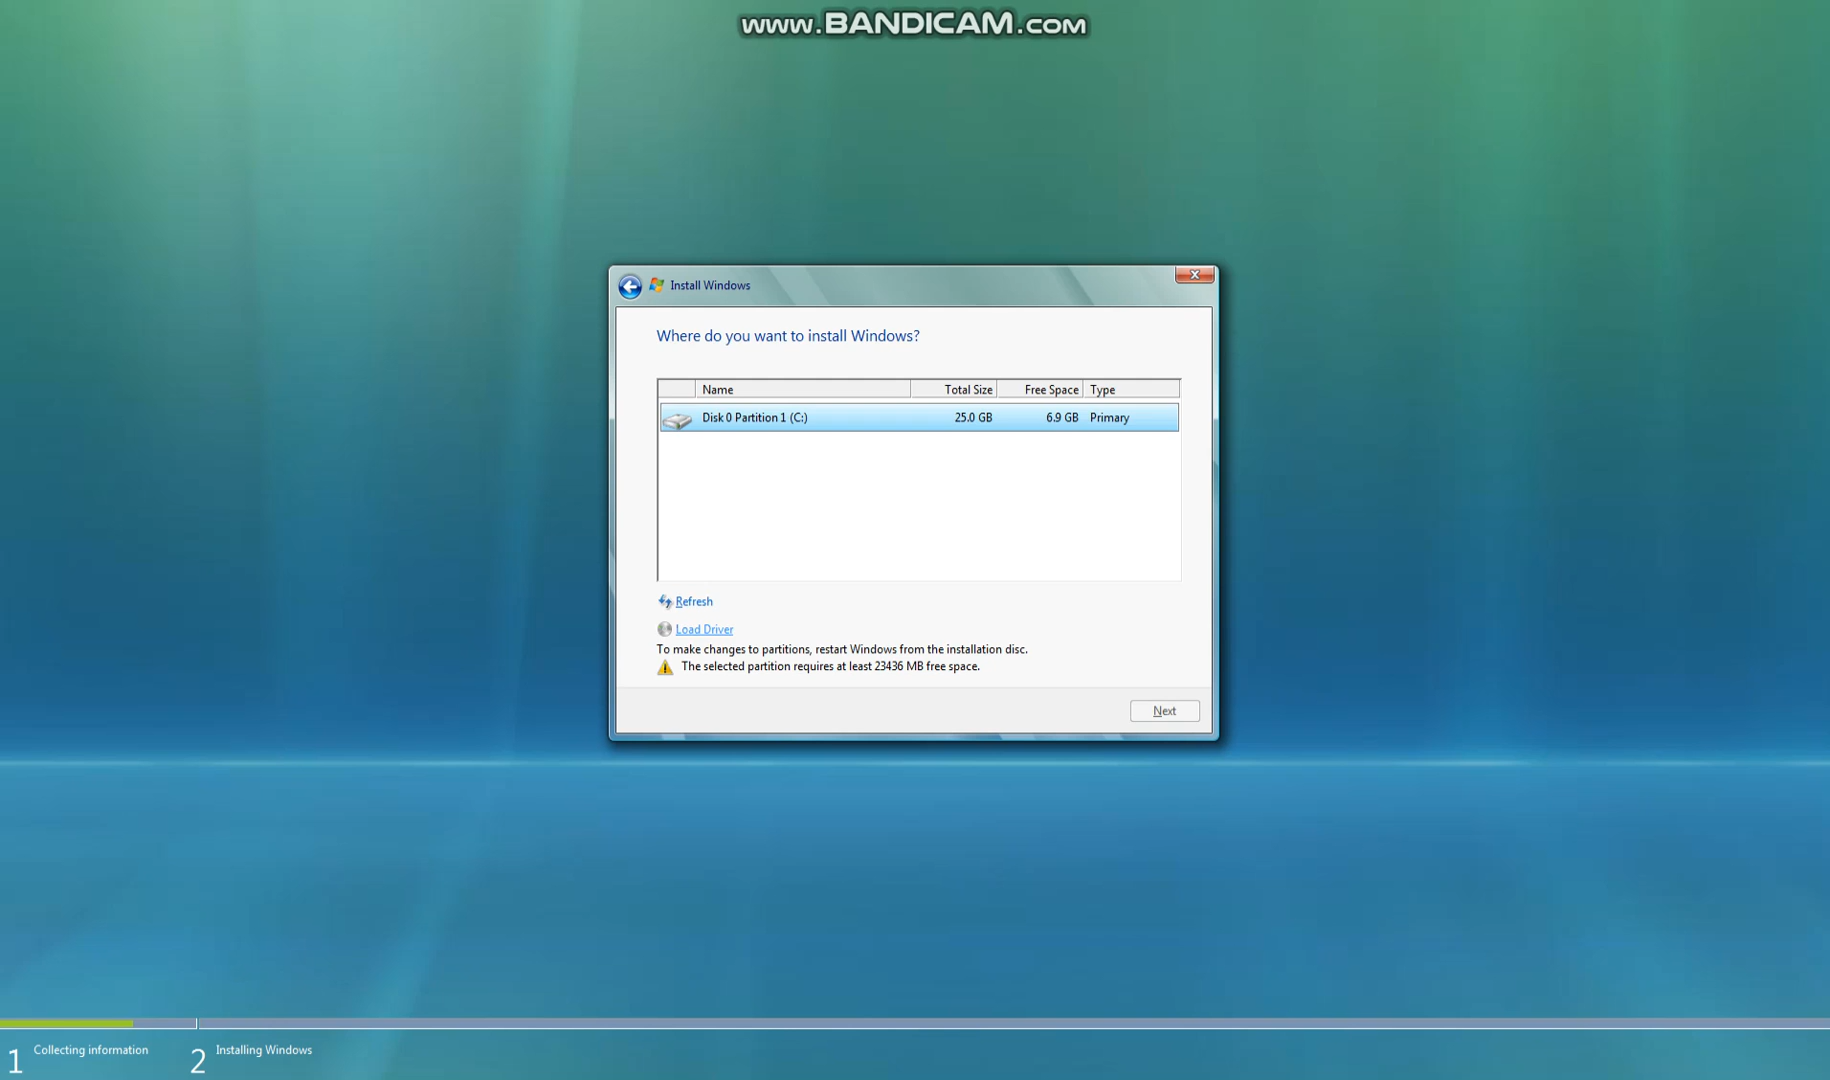 www.BANDICAM.com
Install Windows
Where do you want to install Windows?
Name Total Size Free Space Type
Disk 0 Partition 1 (C:) 25.0 GB 6.9 GB Primary
Refresh
Load Driver
To make changes to partitions, restart Windows from the installation disc.
The selected partition requires at least 23436 MB free space.
Next
1 Collecting information 2 Installing Windows